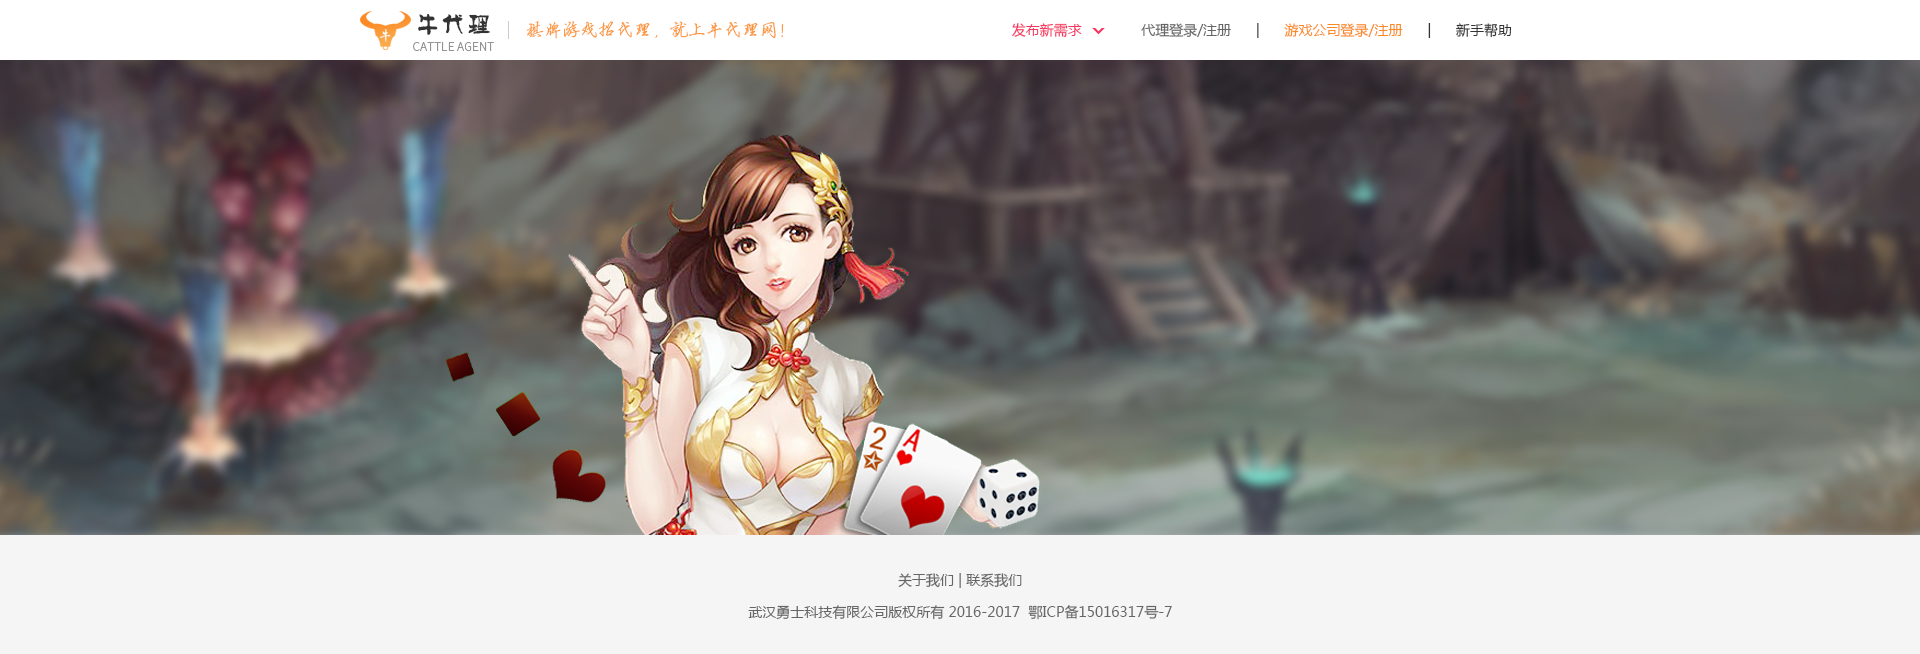 牛代理
CATTLE AGENT
棋牌游戏招代理，就上牛代理网！
发布新需求
代理登录/注册 | 游戏公司登录/注册 | 新手帮助
牛
2
A
关于我们 | 联系我们
武汉勇士科技有限公司版权所有 2016-2017 鄂ICP备15016317号-7